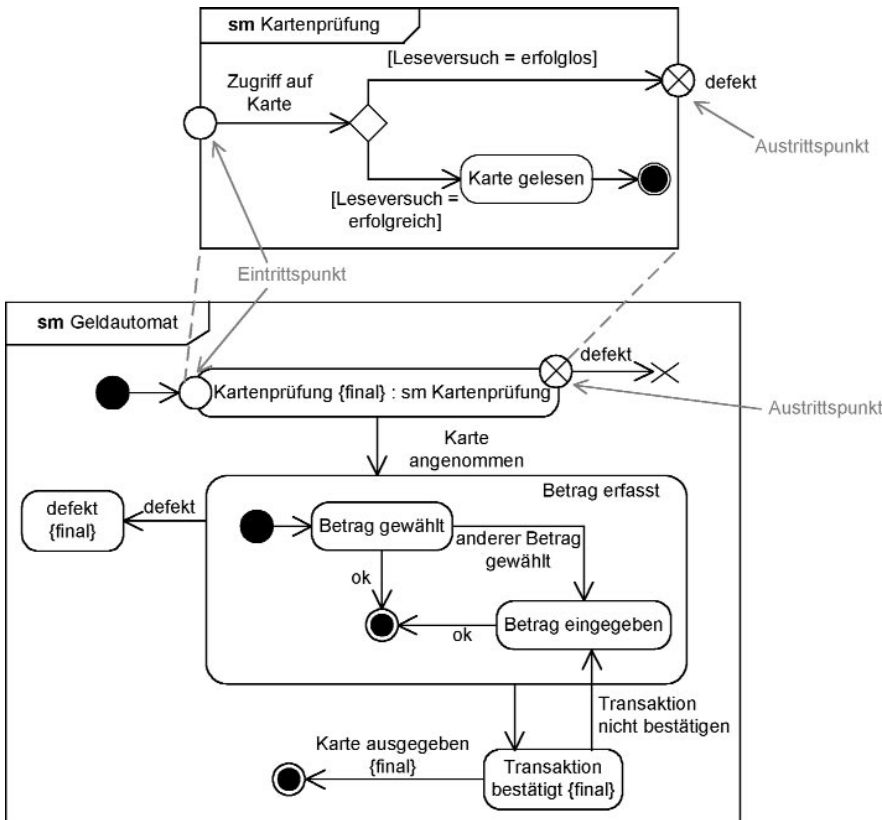 sm Kartenprüfung
[Leseversuch = erfolglos]
Zugriff auf
Karte
defekt
Austrittspunkt
Karte gelesen
[Leseversuch =
erfolgreich]
Eintrittspunkt
sm Geldautomat
defekt
Kartenprüfung {final} : sm Kartenprüfung
Austrittspunkt
Karte
angenommen
Betrag erfasst
defekt
{final}
defekt
Betrag gewählt
anderer Betrag
gewählt
ok
Betrag eingegeben
ok
Transaktion
nicht bestätigen
Karte ausgegeben
{final}
Transaktion
bestätigt {final}